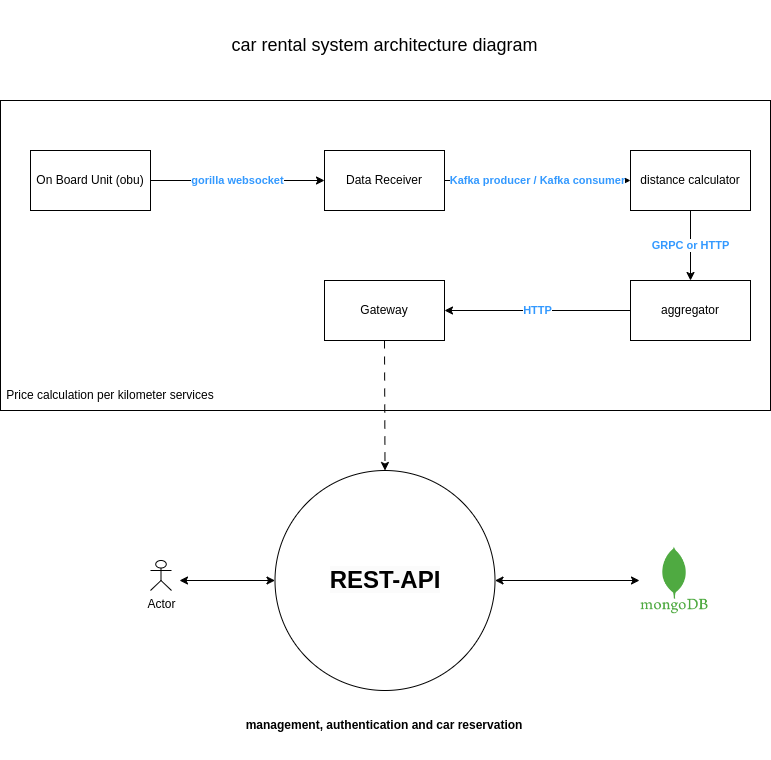 car rental system architecture diagram
On Board Unit (obu)
gorilla websocket
Data Receiver
Kafka producer / Kafka consumer
distance calculator
GRPC or HTTP
Gateway
HTTP
aggregator
Price calculation per kilometer services
REST-API
Actor
mongoDB
management, authentication and car reservation